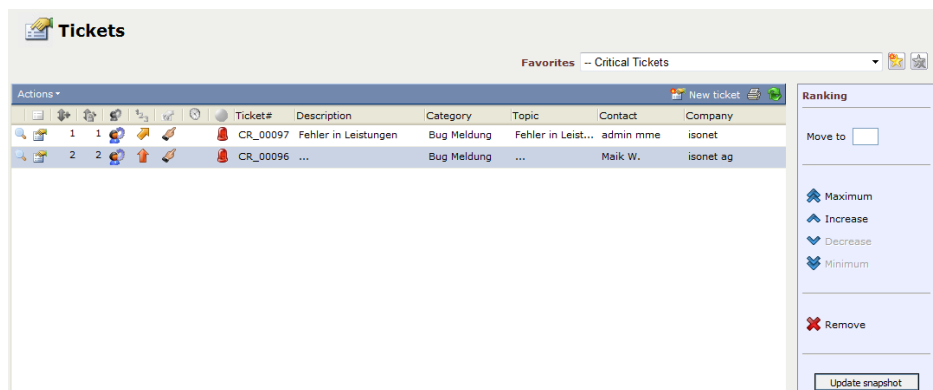 Tickets
Favorites -- Critical Tickets
Actions New ticket
Ticket# Description Category Topic Contact Company
1 1 CR_00097 Fehler in Leistungen Bug Meldung Fehler in Leist... admin mme isonet
2 2 CR_00096 ... Bug Meldung ... Maik W. isonet ag
Ranking
Move to
Maximum
Increase
Decrease
Minimum
Remove
Update snapshot